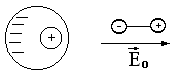 +
- +
E₀